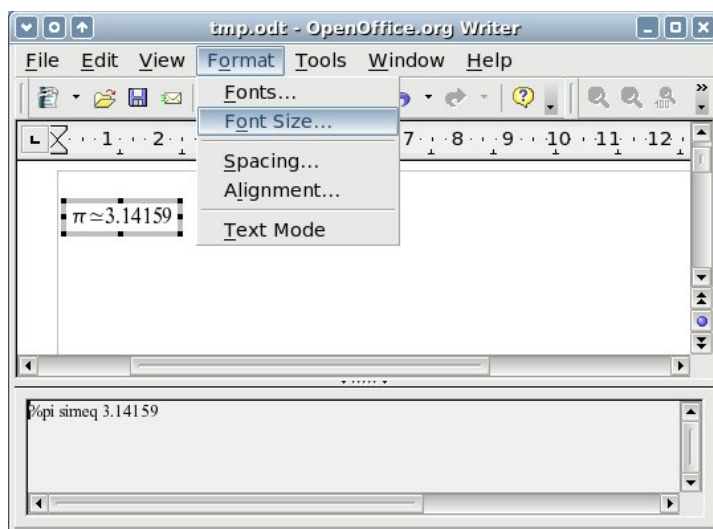 tmp.odt - OpenOffice.org Writer
File Edit View Format Tools Window Help
Fonts...
Font Size...
Spacing...
Alignment...
Text Mode
1 2 7 8 9 10 11 12
π ≃ 3.14159
%pi simeq 3.14159